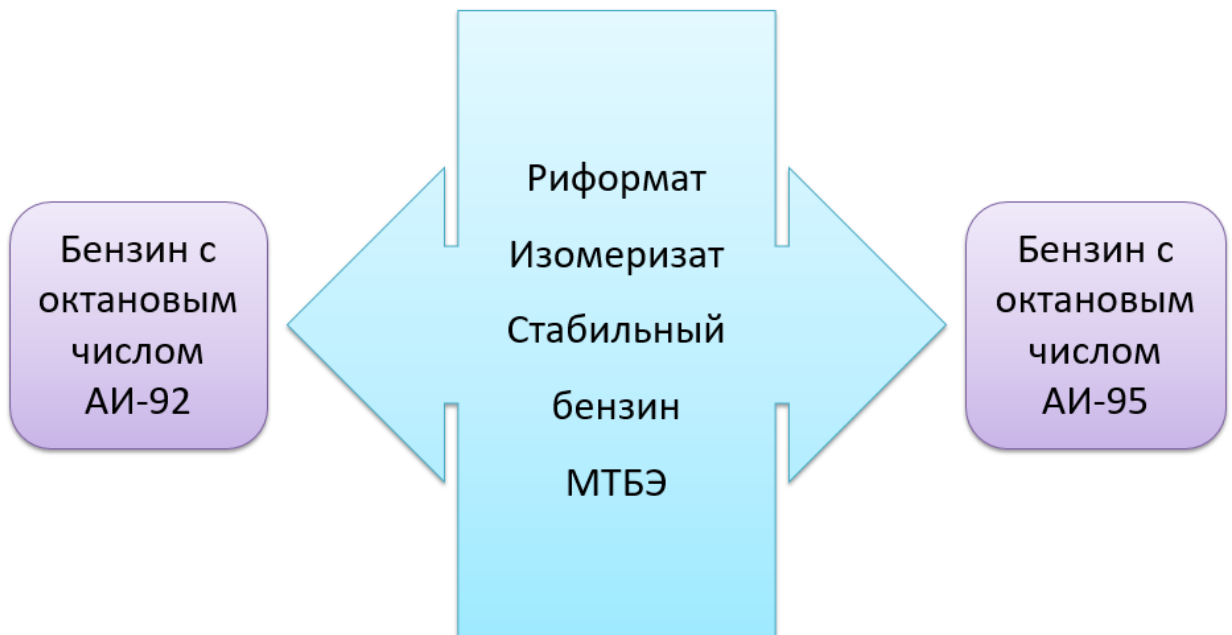 Бензин с
октановым
числом
АИ-92
Риформат
Изомеризат
Стабильный
бензин
МТБЭ
Бензин с
октановым
числом
АИ-95